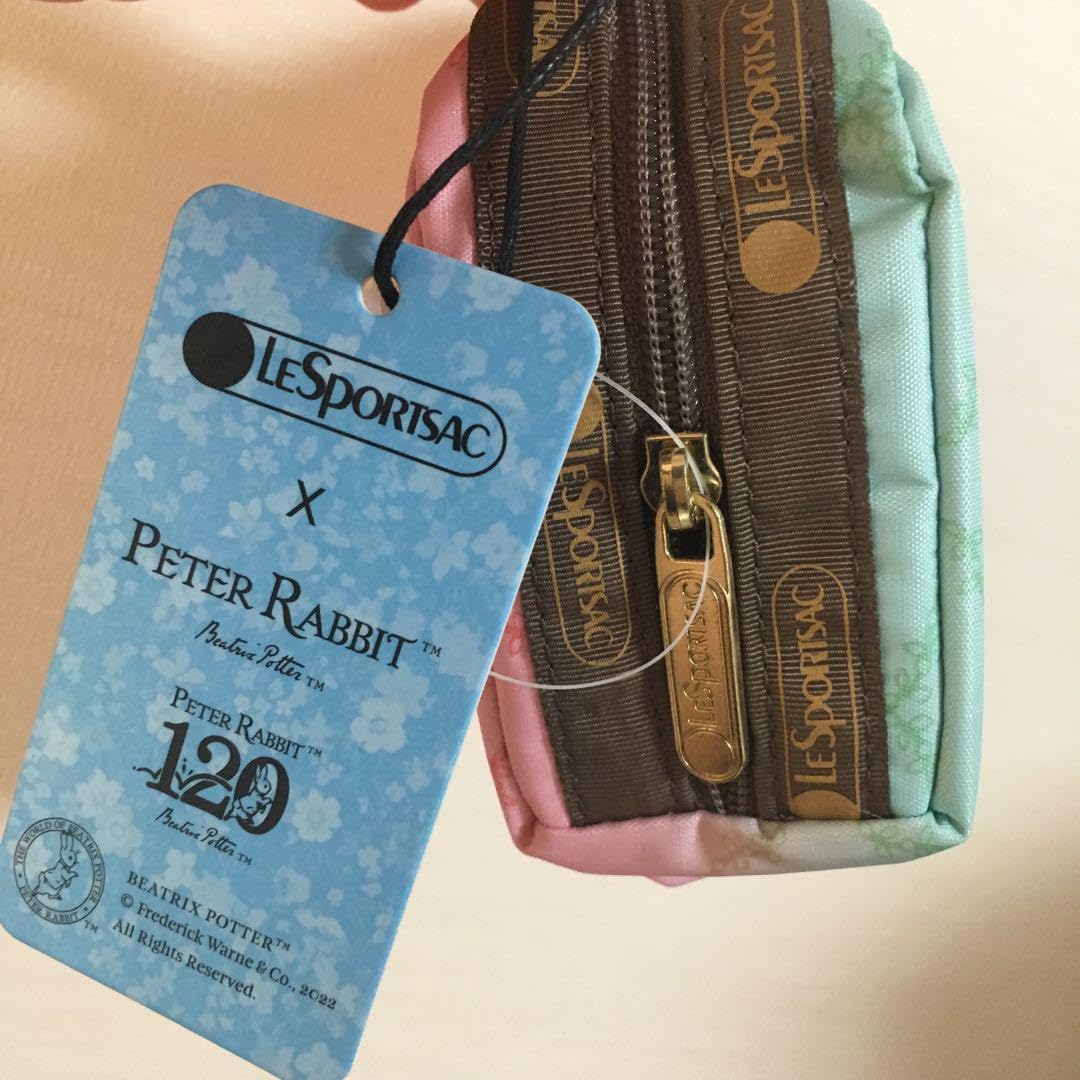 LeSportsac
X
Peter Rabbit™
Beatrix Potter™
Peter Rabbit™
120
Beatrix Potter™
THE WORLD OF BEATRIX POTTER • PETER RABBIT •
™
BEATRIX POTTER™
© Frederick Warne & Co., 2022
All Rights Reserved.
LeSportsac
LeSportsac
LeSportsac
LeSportsac